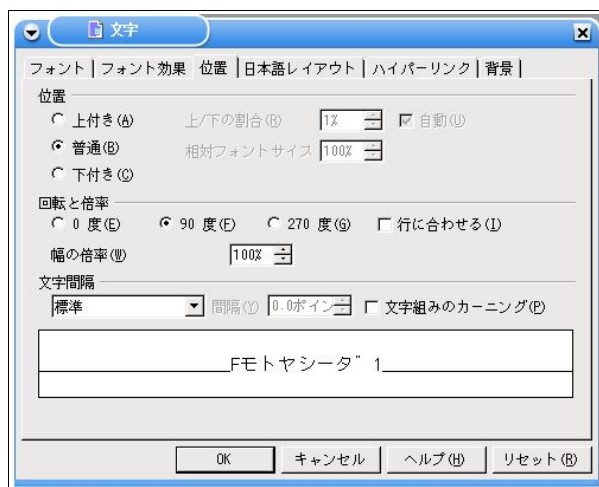 文字
フォント フォント効果 位置 日本語レイアウト ハイパーリンク 背景
位置
上付き(A) 上/下の割合(R) 1% 自動(U)
普通(B) 相対フォントサイズ 100%
下付き(C)
回転と倍率
0 度(E) 90 度(F) 270 度(G) 行に合わせる(I)
幅の倍率(W) 100%
文字間隔
標準 間隔(Y) 0.0ポイン 文字組みのカーニング(P)
Fモトヤシータ゛1
OK キャンセル ヘルプ(H) リセット(R)